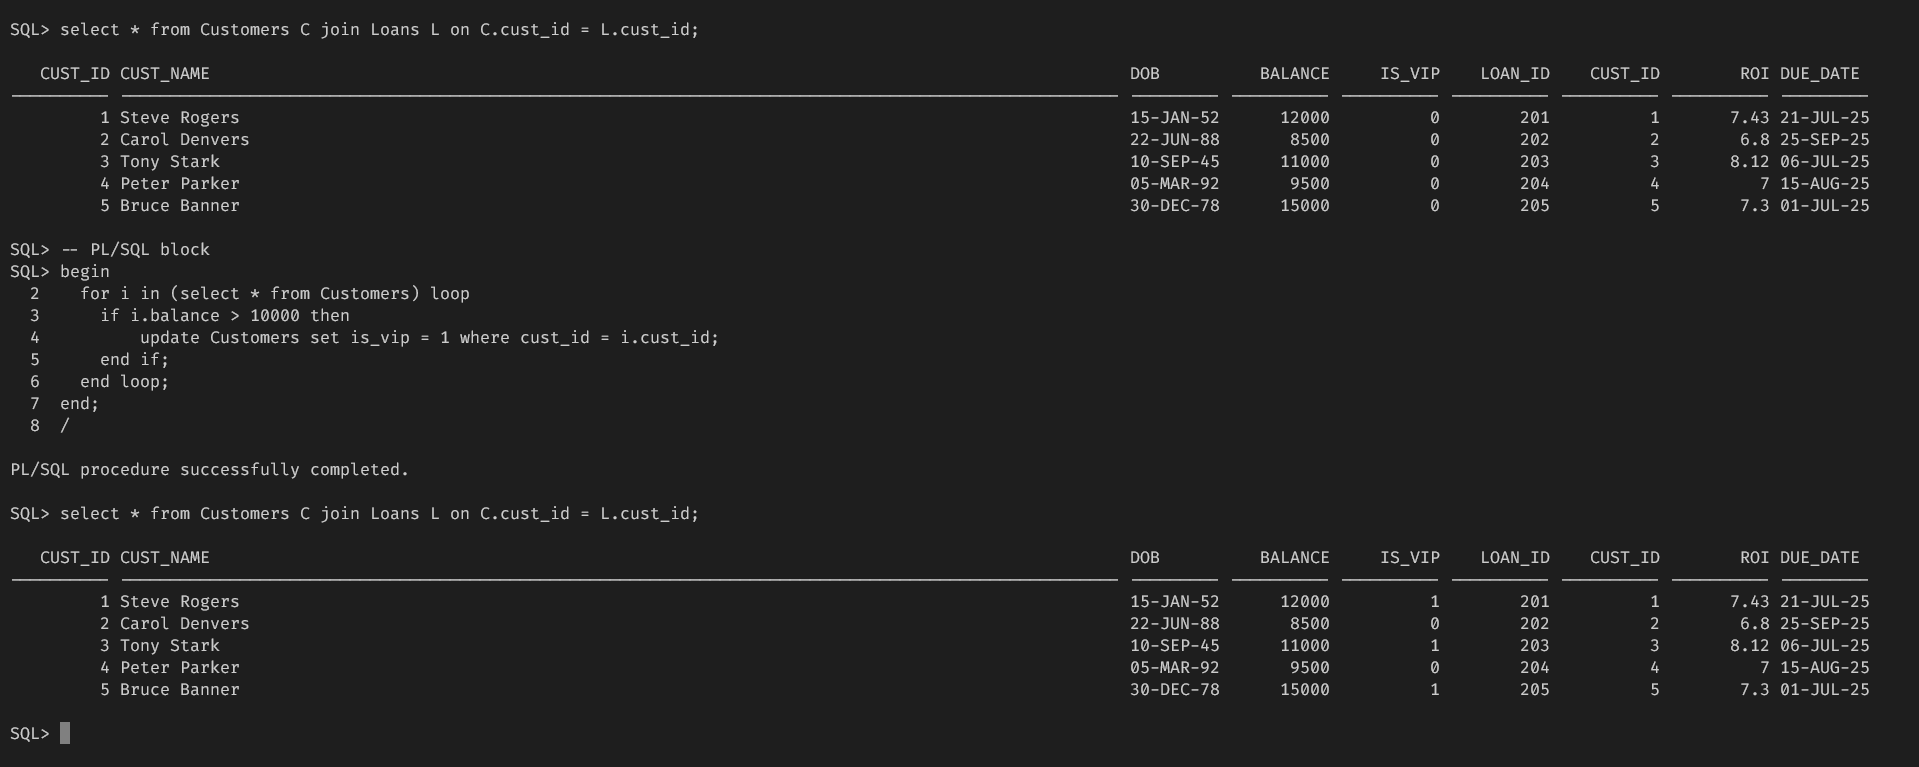 SQL> select * from Customers C join Loans L on C.cust_id = L.cust_id;
CUST_ID CUST_NAME DOB BALANCE IS_VIP LOAN_ID CUST_ID ROI DUE_DATE
1 Steve Rogers 15-JAN-52 12000 0 201 1 7.43 21-JUL-25
2 Carol Denvers 22-JUN-88 8500 0 202 2 6.8 25-SEP-25
3 Tony Stark 10-SEP-45 11000 0 203 3 8.12 06-JUL-25
4 Peter Parker 05-MAR-92 9500 0 204 4 7 15-AUG-25
5 Bruce Banner 30-DEC-78 15000 0 205 5 7.3 01-JUL-25
SQL> -- PL/SQL block
SQL> begin
2 for i in (select * from Customers) loop
3 if i.balance > 10000 then
4 update Customers set is_vip = 1 where cust_id = i.cust_id;
5 end if;
6 end loop;
7 end;
8 /
PL/SQL procedure successfully completed.
SQL> select * from Customers C join Loans L on C.cust_id = L.cust_id;
CUST_ID CUST_NAME DOB BALANCE IS_VIP LOAN_ID CUST_ID ROI DUE_DATE
1 Steve Rogers 15-JAN-52 12000 1 201 1 7.43 21-JUL-25
2 Carol Denvers 22-JUN-88 8500 0 202 2 6.8 25-SEP-25
3 Tony Stark 10-SEP-45 11000 1 203 3 8.12 06-JUL-25
4 Peter Parker 05-MAR-92 9500 0 204 4 7 15-AUG-25
5 Bruce Banner 30-DEC-78 15000 1 205 5 7.3 01-JUL-25
SQL>